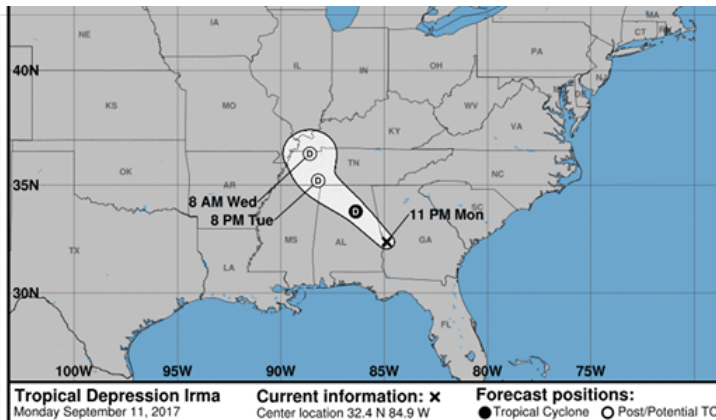 MA
IA
NE
CT
RI
PA
OH
IL
IN
NJ
40N
MD
DE
WV
KS
MO
VA
KY
TN
OK
NC
AR
35N
8 AM Wed
SC
8 PM Tue
11 PM Mon
MS
AL
GA
TX
LA
30N
FL
100W
95W
90W
85W
80W
75W
Tropical Depression Irma
Current information: x
Forecast positions:
Monday September 11, 2017
Center location 32.4 N 84.9 W
Tropical Cyclone
Post/Potential TC
D
D
D